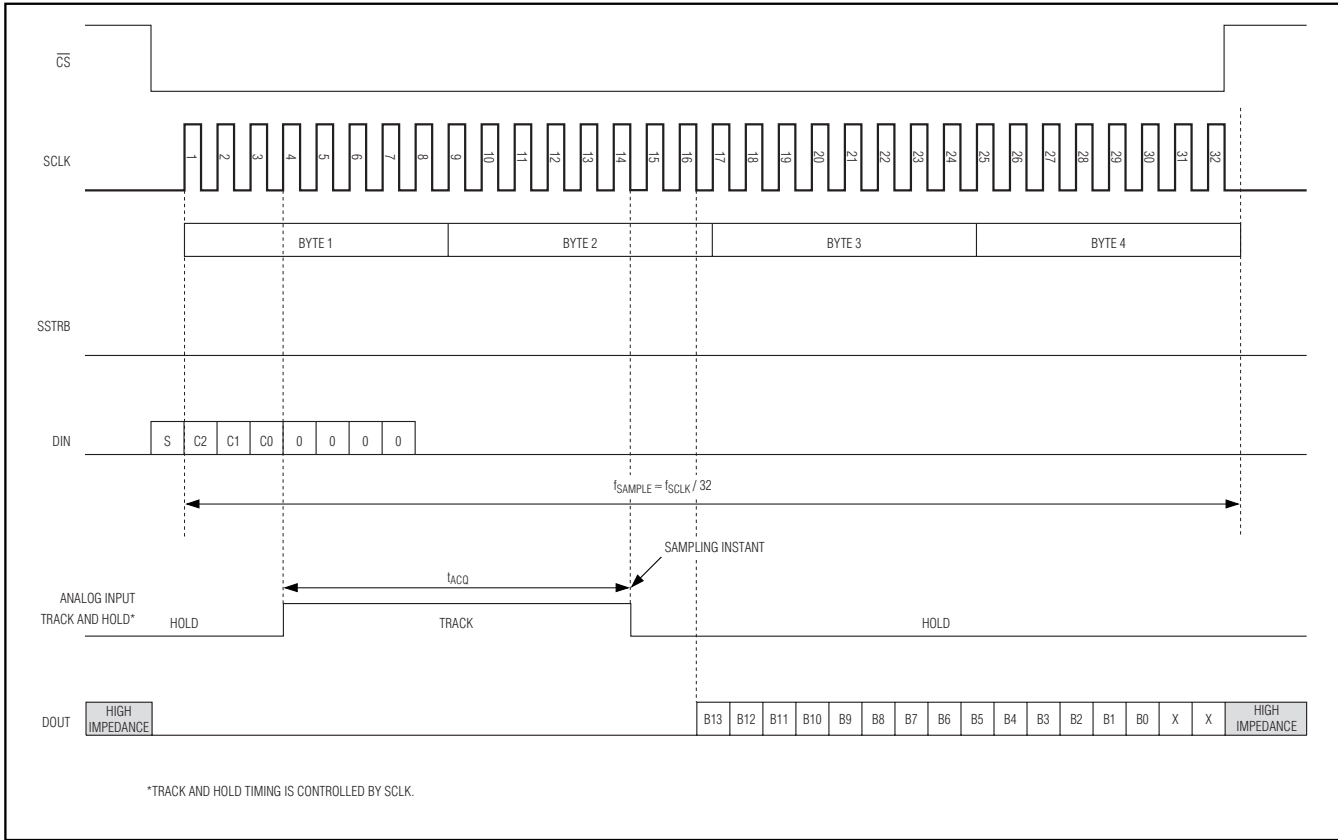 CS
SCLK
1 2 3 4 5 6 7 8 9 10 11 12 13 14 15 16 17 18 19 20 21 22 23 24 25 26 27 28 29 30 31 32
BYTE 1 BYTE 2 BYTE 3 BYTE 4
SSTRB
DIN S C2 C1 C0 0 0 0 0
fSAMPLE = fSCLK / 32
SAMPLING INSTANT
tACQ
ANALOG INPUT
TRACK AND HOLD*
HOLD TRACK HOLD
DOUT
HIGH
IMPEDANCE
B13 B12 B11 B10 B9 B8 B7 B6 B5 B4 B3 B2 B1 B0 X X
HIGH
IMPEDANCE
*TRACK AND HOLD TIMING IS CONTROLLED BY SCLK.